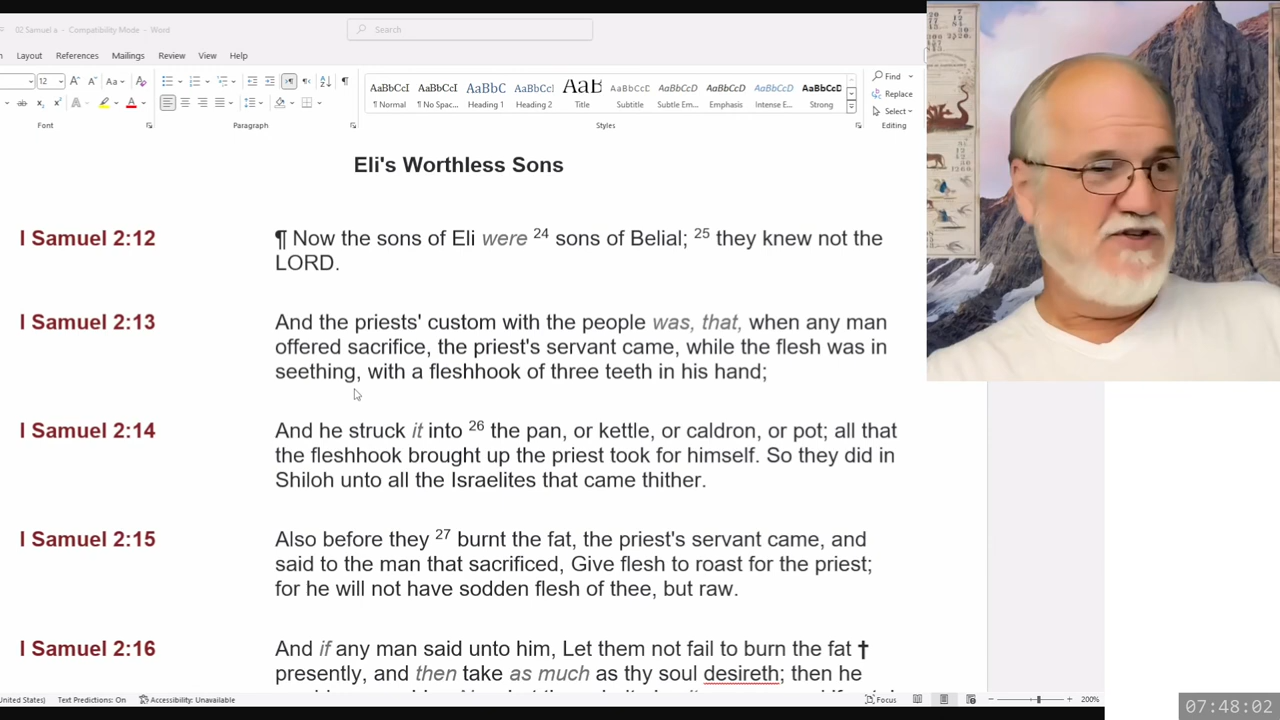 02 Samuel a - Compatibility Mode - Word
Search
Layout References Mailings Review View Help
12
Aa
AaBbCcI AaBbCcI AaBbC AaBbCcI AaB AaBbCcD AaBbCcD AaBbCcD AaBbCcD AaBbCcD
¶ Normal ¶ No Spac... Heading 1 Heading 2 Title Subtitle Subtle Em... Emphasis Intense E... Strong
Find
Replace
Select
Font Paragraph Styles Editing
Eli's Worthless Sons
I Samuel 2:12 ¶ Now the sons of Eli were 24 sons of Belial; 25 they knew not the
LORD.
I Samuel 2:13 And the priests' custom with the people was, that, when any man
offered sacrifice, the priest's servant came, while the flesh was in
seething, with a fleshhook of three teeth in his hand;
I Samuel 2:14 And he struck it into 26 the pan, or kettle, or caldron, or pot; all that
the fleshhook brought up the priest took for himself. So they did in
Shiloh unto all the Israelites that came thither.
I Samuel 2:15 Also before they 27 burnt the fat, the priest's servant came, and
said to the man that sacrificed, Give flesh to roast for the priest;
for he will not have sodden flesh of thee, but raw.
I Samuel 2:16 And if any man said unto him, Let them not fail to burn the fat †
presently, and then take as much as thy soul desireth; then he
United States) Text Predictions: On Accessibility: Unavailable Focus 200%
07:48:02